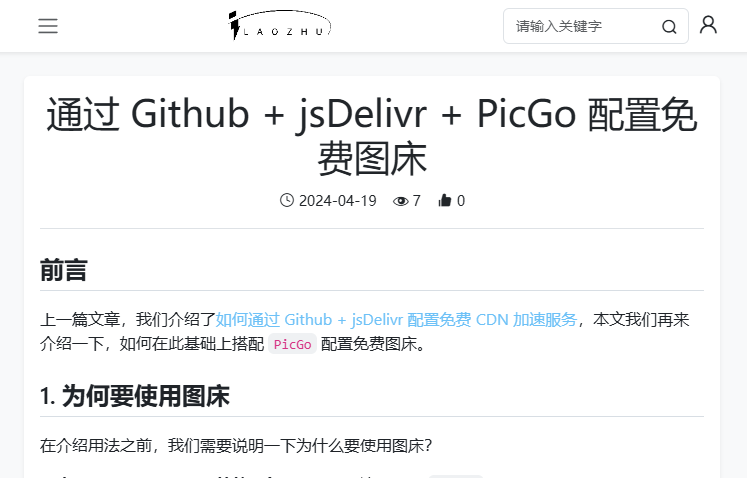 LAOZHU
请输入关键字
通过 Github + jsDelivr + PicGo 配置免
费图床
2024-04-19 7 0
前言
上一篇文章，我们介绍了如何通过 Github + jsDelivr 配置免费 CDN 加速服务，本文我们再来
介绍一下，如何在此基础上搭配 PicGo 配置免费图床。
1. 为何要使用图床
在介绍用法之前，我们需要说明一下为什么要使用图床？